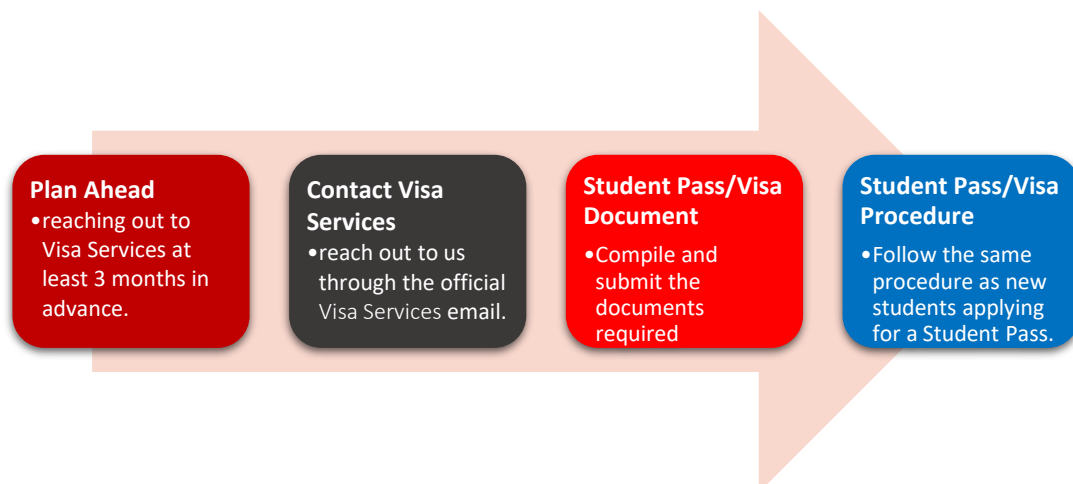 Plan Ahead
•reaching out to
Visa Services at
least 3 months in
advance.
Contact Visa
Services
•reach out to us
through the official
Visa Services email.
Student Pass/Visa
Document
•Compile and
submit the
documents
required
Student Pass/Visa
Procedure
•Follow the same
procedure as new
students applying
for a Student Pass.